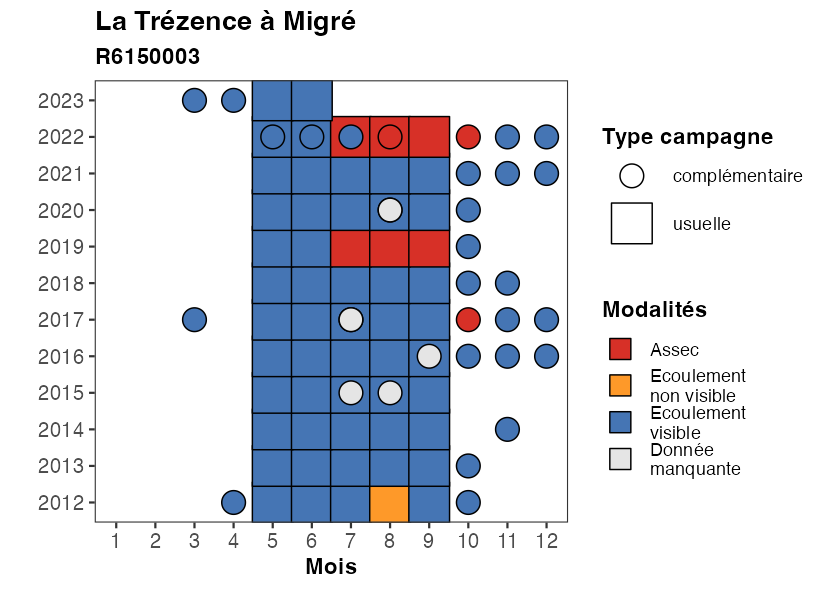 La Trézence à Migré
R6150003
2023
2022
2021
2020
2019
2018
2017
2016
2015
2014
2013
2012
1 2 3 4 5 6 7 8 9 10 11 12
Mois
Type campagne
complémentaire
usuelle
Modalités
Assec
Ecoulement
non visible
Ecoulement
visible
Donnée
manquante